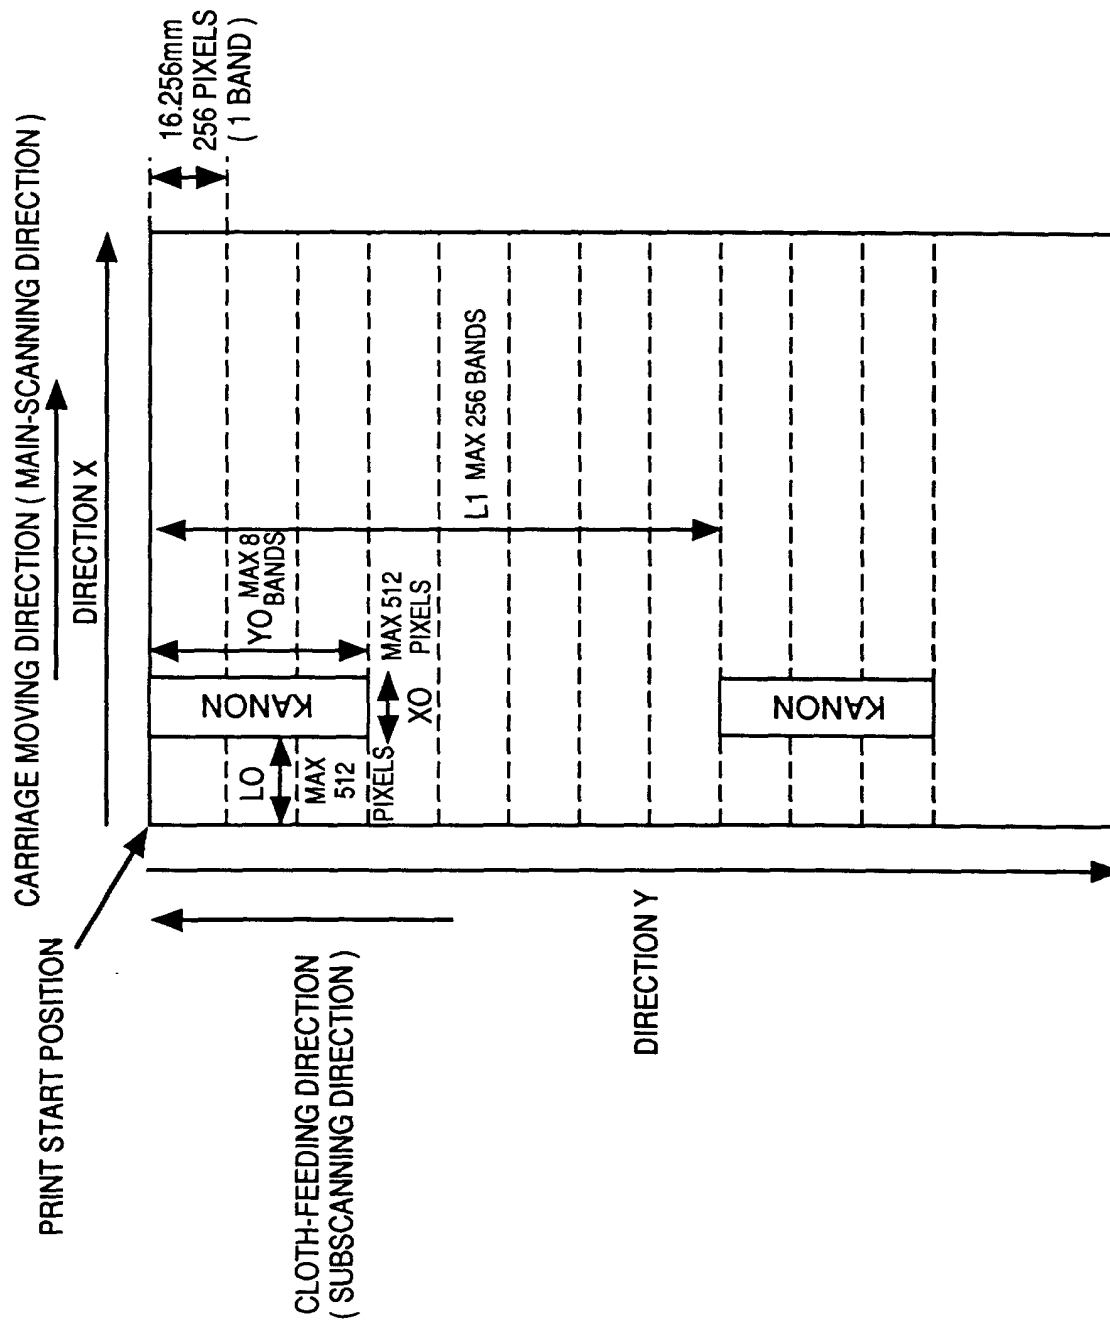 CARRIAGE MOVING DIRECTION ( MAIN-SCANNING DIRECTION )
DIRECTION X
PRINT START POSITION
16.256mm
256 PIXELS
( 1 BAND )
KANON
YO MAX 8
BANDS
LO
MAX
512
PIXELS
XO
MAX 512
PIXELS
L1 MAX 256 BANDS
KANON
CLOTH-FEEDING DIRECTION
( SUBSCANNING DIRECTION )
DIRECTION Y